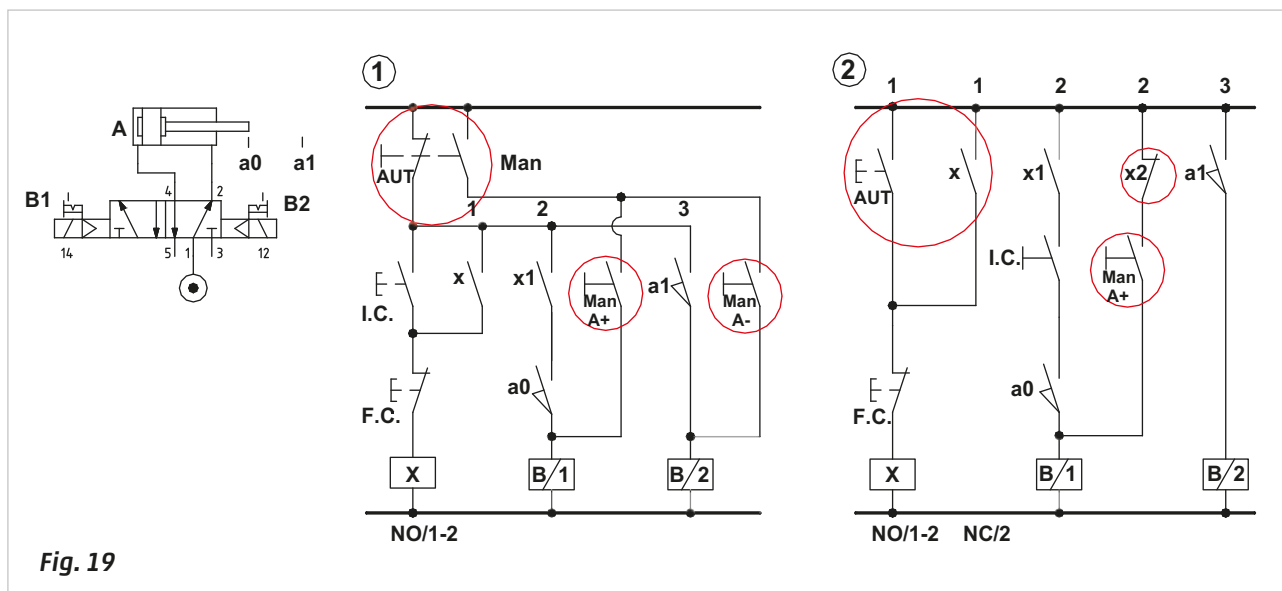 A
a0
a1
B1
B2
4
2
14
5
1
3
12
1
AUT
Man
1
2
3
I.C.
x
x1
Man
A+
a1
Man
A-
F.C.
a0
X
B/1
B/2
NO/1-2
2
1
1
2
2
3
AUT
x
x1
x2
a1
I.C.
Man
A+
F.C.
a0
X
B/1
B/2
NO/1-2
NC/2
Fig. 19